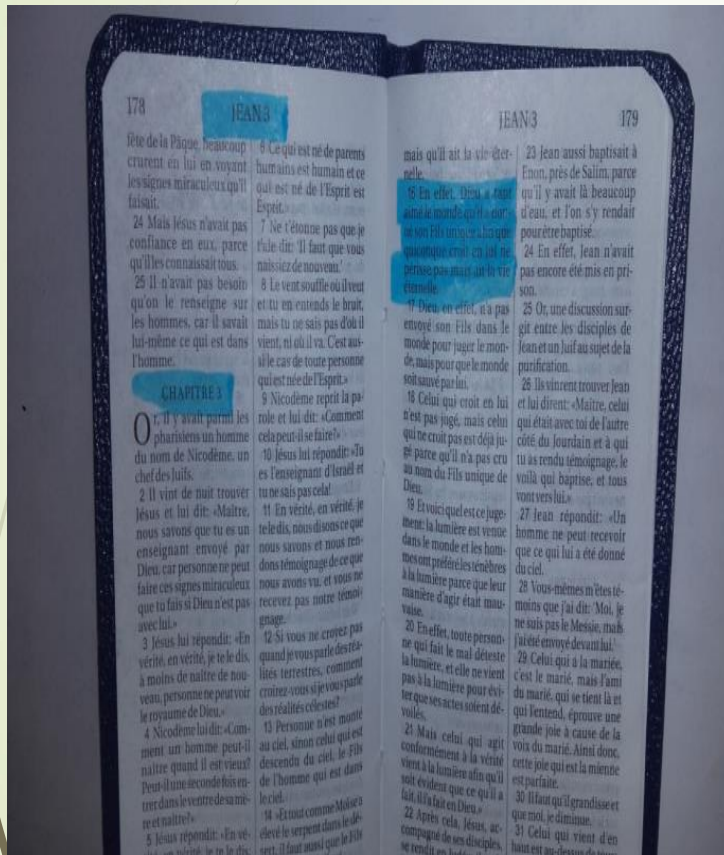 178
JEAN 3
fête de la Pâque, beaucoup
crurent en lui en voyant
les signes miraculeux qu'il
faisait.
24 Mais Jésus n'avait pas
confiance en eux, parce
qu'il les connaissait tous.
25 Il n'avait pas besoin
qu'on le renseigne sur
les hommes, car il savait
lui-même ce qui est dans
l'homme.
CHAPITRE 3
Or, il y avait parmi les
pharisiens un homme
du nom de Nicodème, un
chef des Juifs.
2 Il vint de nuit trouver
Jésus et lui dit: «Maître,
nous savons que tu es un
enseignant envoyé par
Dieu, car personne ne peut
faire ces signes miraculeux
que tu fais si Dieu n'est pas
avec lui.»
3 Jésus lui répondit: «En
vérité, en vérité, je te le dis,
à moins de naître de nou-
veau, personne ne peut voir
le royaume de Dieu.»
4 Nicodème lui dit: «Com-
ment un homme peut-il
naître quand il est vieux?
Peut-il une seconde fois en-
trer dans le ventre de sa mè-
re et naître?»
5 Jésus répondit: «En vé-
rité, en vérité, je te le dis,
6 Ce qui est né de parents
humains est humain et ce
qui est né de l'Esprit est
Esprit.
7 Ne t'étonne pas que je
t'aie dit: 'Il faut que vous
naissiez de nouveau.'
8 Le vent souffle où il veut
et tu en entends le bruit,
mais tu ne sais pas d'où il
vient, ni où il va. C'est aus-
si le cas de toute personne
qui est née de l'Esprit.»
9 Nicodème reprit la pa-
role et lui dit: «Comment
cela peut-il se faire?»
10 Jésus lui répondit: «Tu
es l'enseignant d'Israël et
tu ne sais pas cela!
11 En vérité, en vérité, je
te le dis, nous disons ce que
nous savons et nous ren-
dons témoignage de ce que
nous avons vu, et vous ne
recevez pas notre témoi-
gnage.
12 Si vous ne croyez pas
quand je vous parle des réa-
lités terrestres, comment
croirez-vous si je vous parle
des réalités célestes?
13 Personne n'est monté
au ciel, sinon celui qui est
descendu du ciel, le Fils
de l'homme qui est dans
le ciel.
14 »Et tout comme Moïse a
élevé le serpent dans le dé-
sert, il faut aussi que le Fils
JEAN 3
179
mais qu'il ait la vie éter-
nelle.
16 En effet, Dieu a tant
aimé le monde qu'il a don-
né son Fils unique afin que
quiconque croit en lui ne
périsse pas mais ait la vie
éternelle.
17 Dieu, en effet, n'a pas
envoyé son Fils dans le
monde pour juger le mon-
de, mais pour que le monde
soit sauvé par lui.
18 Celui qui croit en lui
n'est pas jugé, mais celui
qui ne croit pas est déjà ju-
gé parce qu'il n'a pas cru
au nom du Fils unique de
Dieu.
19 Et voici quel est ce juge-
ment: la lumière est venue
dans le monde et les hom-
mes ont préféré les ténèbres
à la lumière parce que leur
manière d'agir était mau-
vaise.
20 En effet, toute person-
ne qui fait le mal déteste
la lumière, et elle ne vient
pas à la lumière pour évi-
ter que ses actes soient dé-
voilés.
21 Mais celui qui agit
conformément à la vérité
vient à la lumière afin qu'il
soit évident que ce qu'il a
fait, il l'a fait en Dieu.»
22 Après cela, Jésus, ac-
compagné de ses disciples,
se rendit en
23 Jean aussi baptisait à
Enon, près de Salim, parce
qu'il y avait là beaucoup
d'eau, et l'on s'y rendait
pour être baptisé.
24 En effet, Jean n'avait
pas encore été mis en pri-
son.
25 Or, une discussion sur-
git entre les disciples de
Jean et un Juif au sujet de la
purification.
26 Ils vinrent trouver Jean
et lui dirent: «Maître, celui
qui était avec toi de l'autre
côté du Jourdain et à qui
tu as rendu témoignage, le
voilà qui baptise, et tous
vont vers lui.»
27 Jean répondit: «Un
homme ne peut recevoir
que ce qui lui a été donné
du ciel.
28 Vous-mêmes m'êtes té-
moins que j'ai dit: 'Moi, je
ne suis pas le Messie, mais
j'ai été envoyé devant lui.'
29 Celui qui a la mariée,
c'est le marié, mais l'ami
du marié, qui se tient là et
qui l'entend, éprouve une
grande joie à cause de la
voix du marié. Ainsi donc,
cette joie qui est la mienne
est parfaite.
30 Il faut qu'il grandisse et
que moi, je diminue.
31 Celui qui vient d'en
haut est au-dessus de